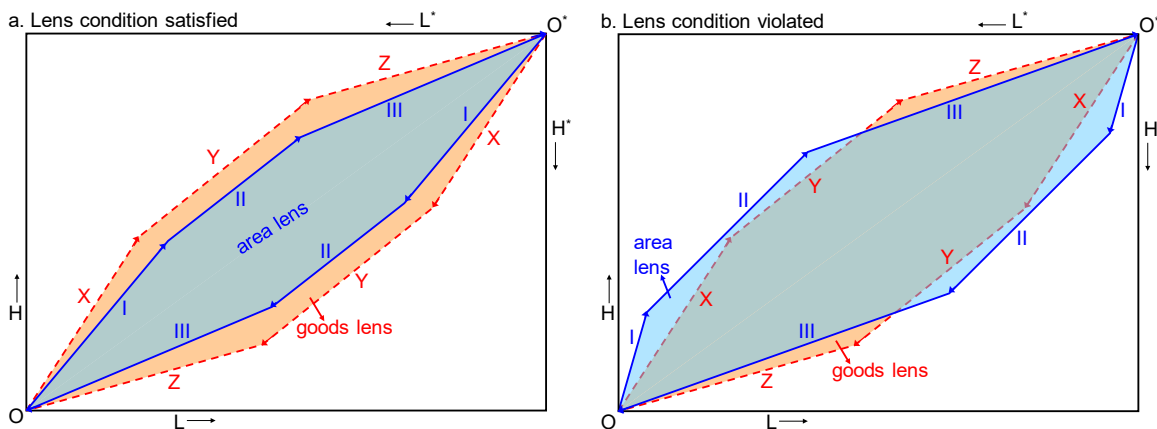 a. Lens condition satisfied
L*
O*
Z
III
I
X
H*
Y
II
area lens
II
Y
X
I
H
III
goods lens
Z
O
L
b. Lens condition violated
L*
O*
Z
X
I
III
H
II
Y
area
lens
II
Y
X
H
I
III
goods lens
Z
O
L